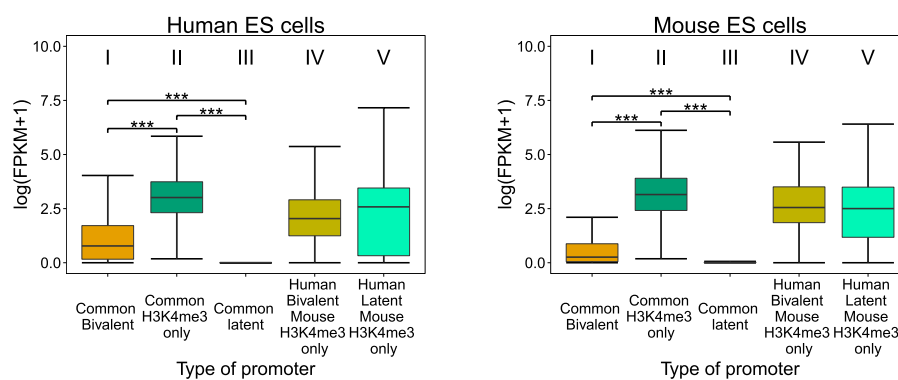 Human ES cells
10.0
7.5
5.0
2.5
0.0
log(FPKM+1)
I II III IV V
***
*** ***
Common
Bivalent
Common
H3K4me3
only
Common
latent
Human
Bivalent
Mouse
H3K4me3
only
Human
Latent
Mouse
H3K4me3
only
Type of promoter
Mouse ES cells
10.0
7.5
5.0
2.5
0.0
log(FPKM+1)
I II III IV V
***
*** ***
Common
Bivalent
Common
H3K4me3
only
Common
latent
Human
Bivalent
Mouse
H3K4me3
only
Human
Latent
Mouse
H3K4me3
only
Type of promoter